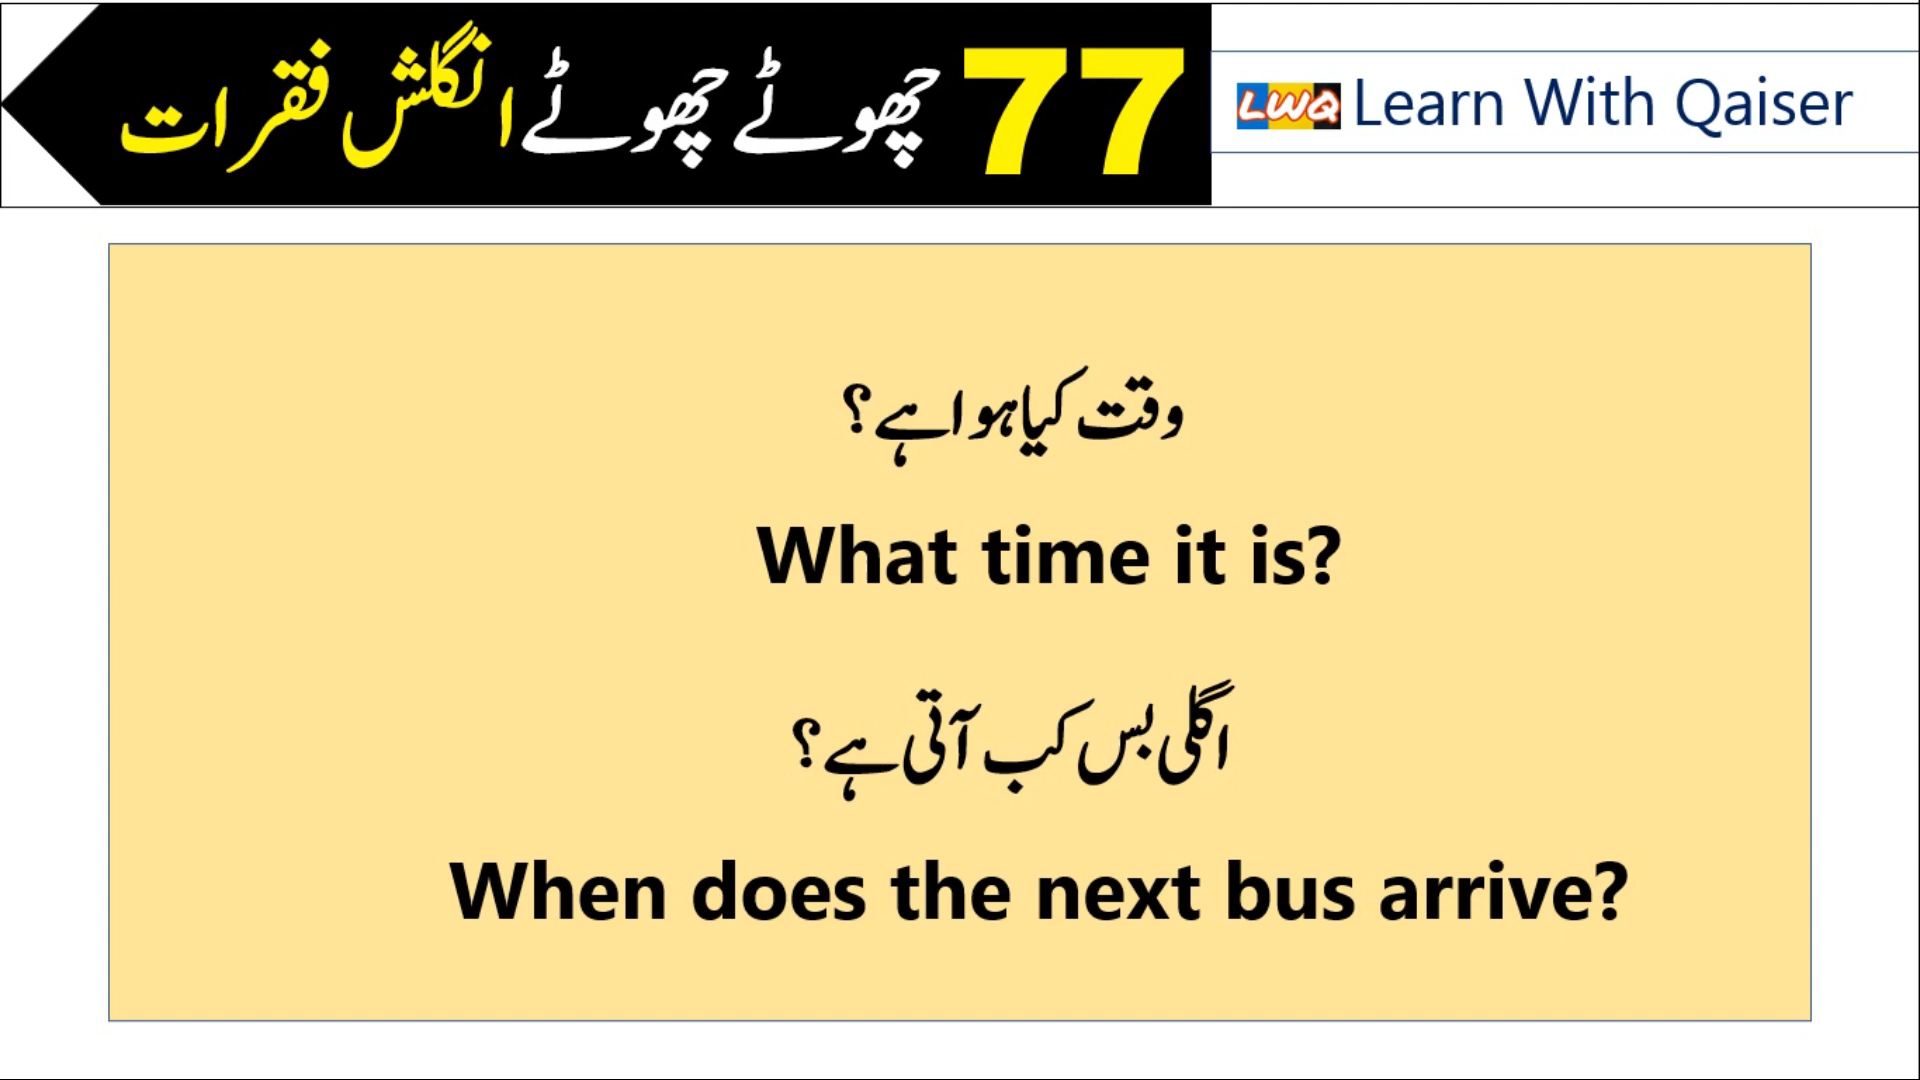 77 چھوٹے چھوٹے انگلش فقرات
LWQ Learn With Qaiser
وقت کیا ہوا ہے؟
What time it is?
اگلی بس کب آتی ہے؟
When does the next bus arrive?